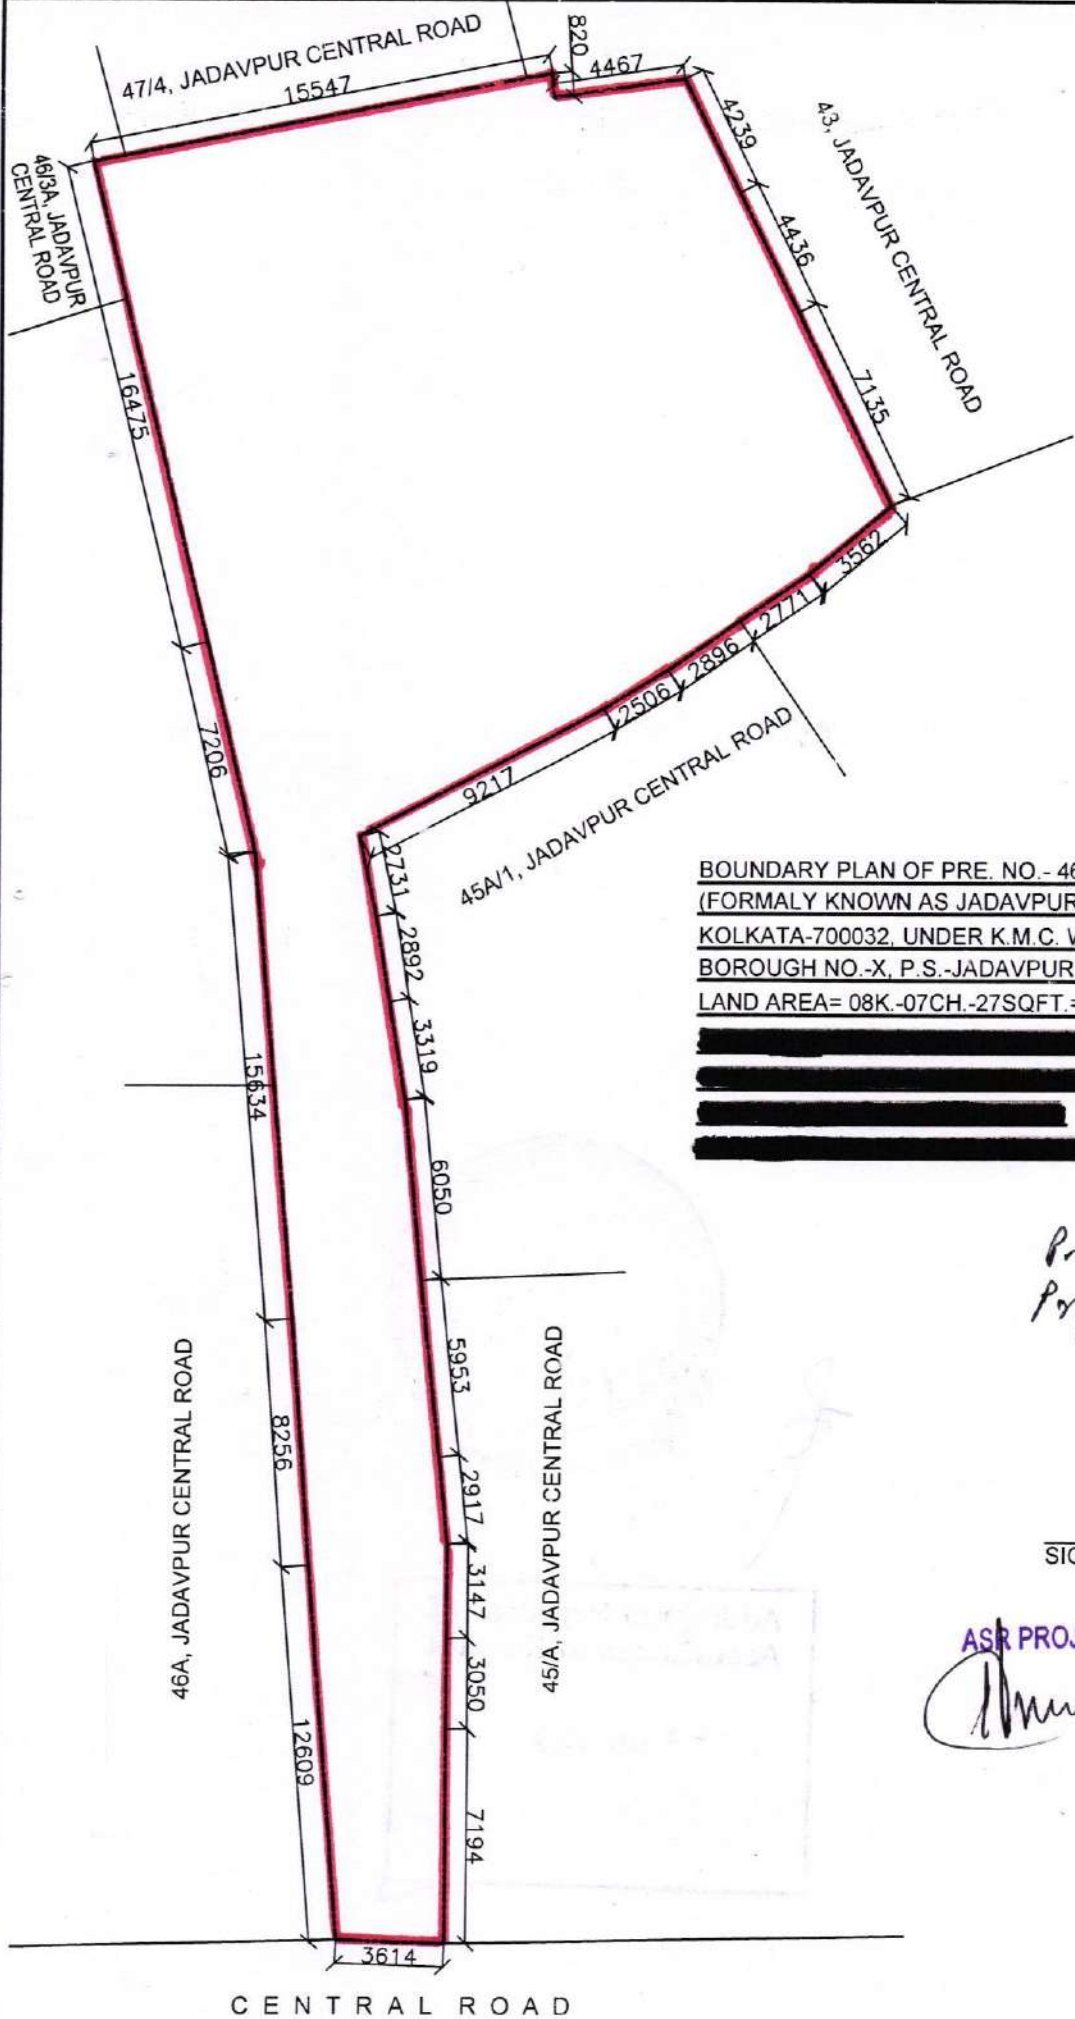 47/4, JADAVPUR CENTRAL ROAD
15547
820
4467
4239
4436
7135
43, JADAVPUR CENTRAL ROAD
46/3A, JADAVPUR
CENTRAL ROAD
16475
7206
3562
2771
2896
2506
9217
45A/1, JADAVPUR CENTRAL ROAD
2731
2892
3319
6050
5953
2917
3147
3050
7194
15634
8256
12609
46A, JADAVPUR CENTRAL ROAD
45/A, JADAVPUR CENTRAL ROAD
3614
CENTRAL ROAD
BOUNDARY PLAN OF PRE. NO.- 46
(FORMALY KNOWN AS JADAVPUR
KOLKATA-700032, UNDER K.M.C. W
BOROUGH NO.-X, P.S.-JADAVPUR
LAND AREA= 08K.-07CH.-27SQFT.=
SIG
ASR PROJ